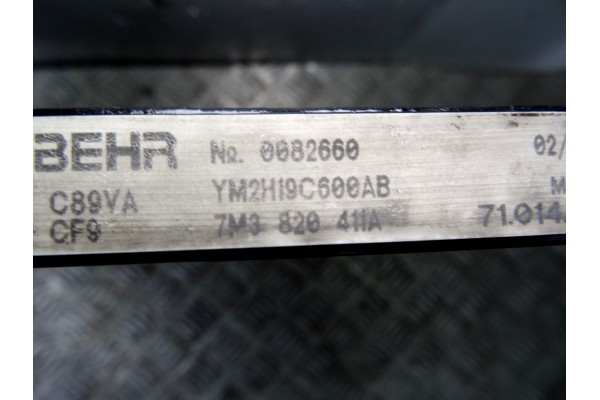 BEHR № 0082660 02/
C89VA YM2H19C600AB M
CF9 7M3 820 411A 71.014.